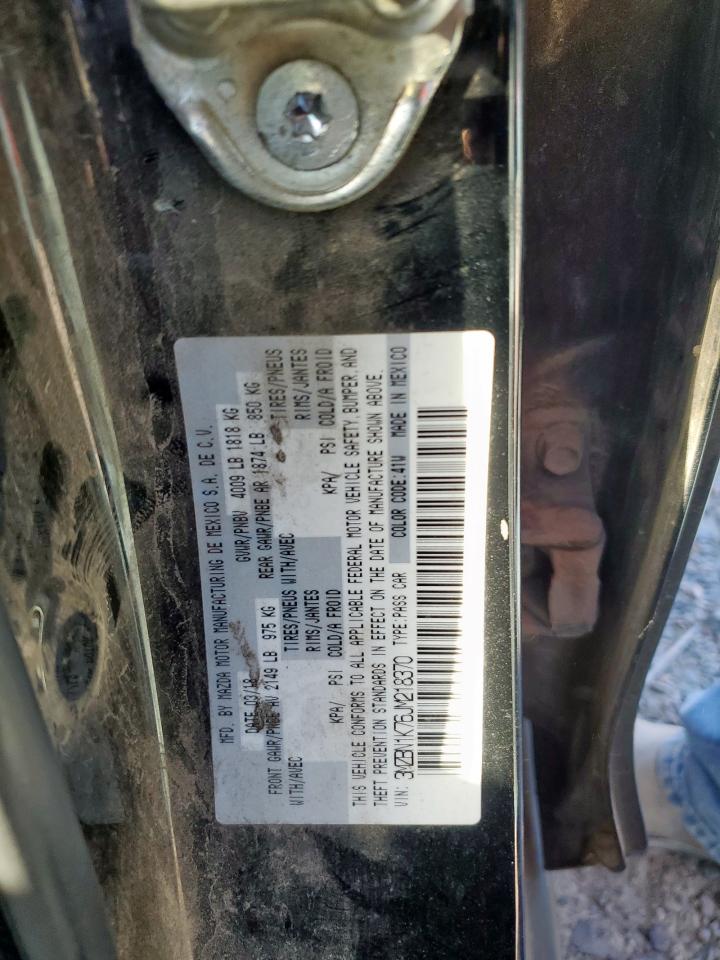 MFD. BY MAZDA MOTOR MANUFACTURING DE MEXICO S.A. DE C.V.
DATE 03/18 GVWR/PNBV 4009 LB 1818 KG
FRONT GAWR/PNBE AV 2149 LB 975 KG REAR GAWR/PNBE AR 1874 LB 850 KG
WITH/AVEC TIRES/PNEUS WITH/AVEC TIRES/PNEUS
RIMS/JANTES RIMS/JANTES
KPA/ PSI COLD/A FROID KPA/ PSI COLD/A FROID
THIS VEHICLE CONFORMS TO ALL APPLICABLE FEDERAL MOTOR VEHICLE SAFETY, BUMPER, AND
THEFT PREVENTION STANDARDS IN EFFECT ON THE DATE OF MANUFACTURE SHOWN ABOVE.
VIN: 3MZBN1K76JM218370 TYPE:PASS CAR COLOR CODE:41W MADE IN MEXICO